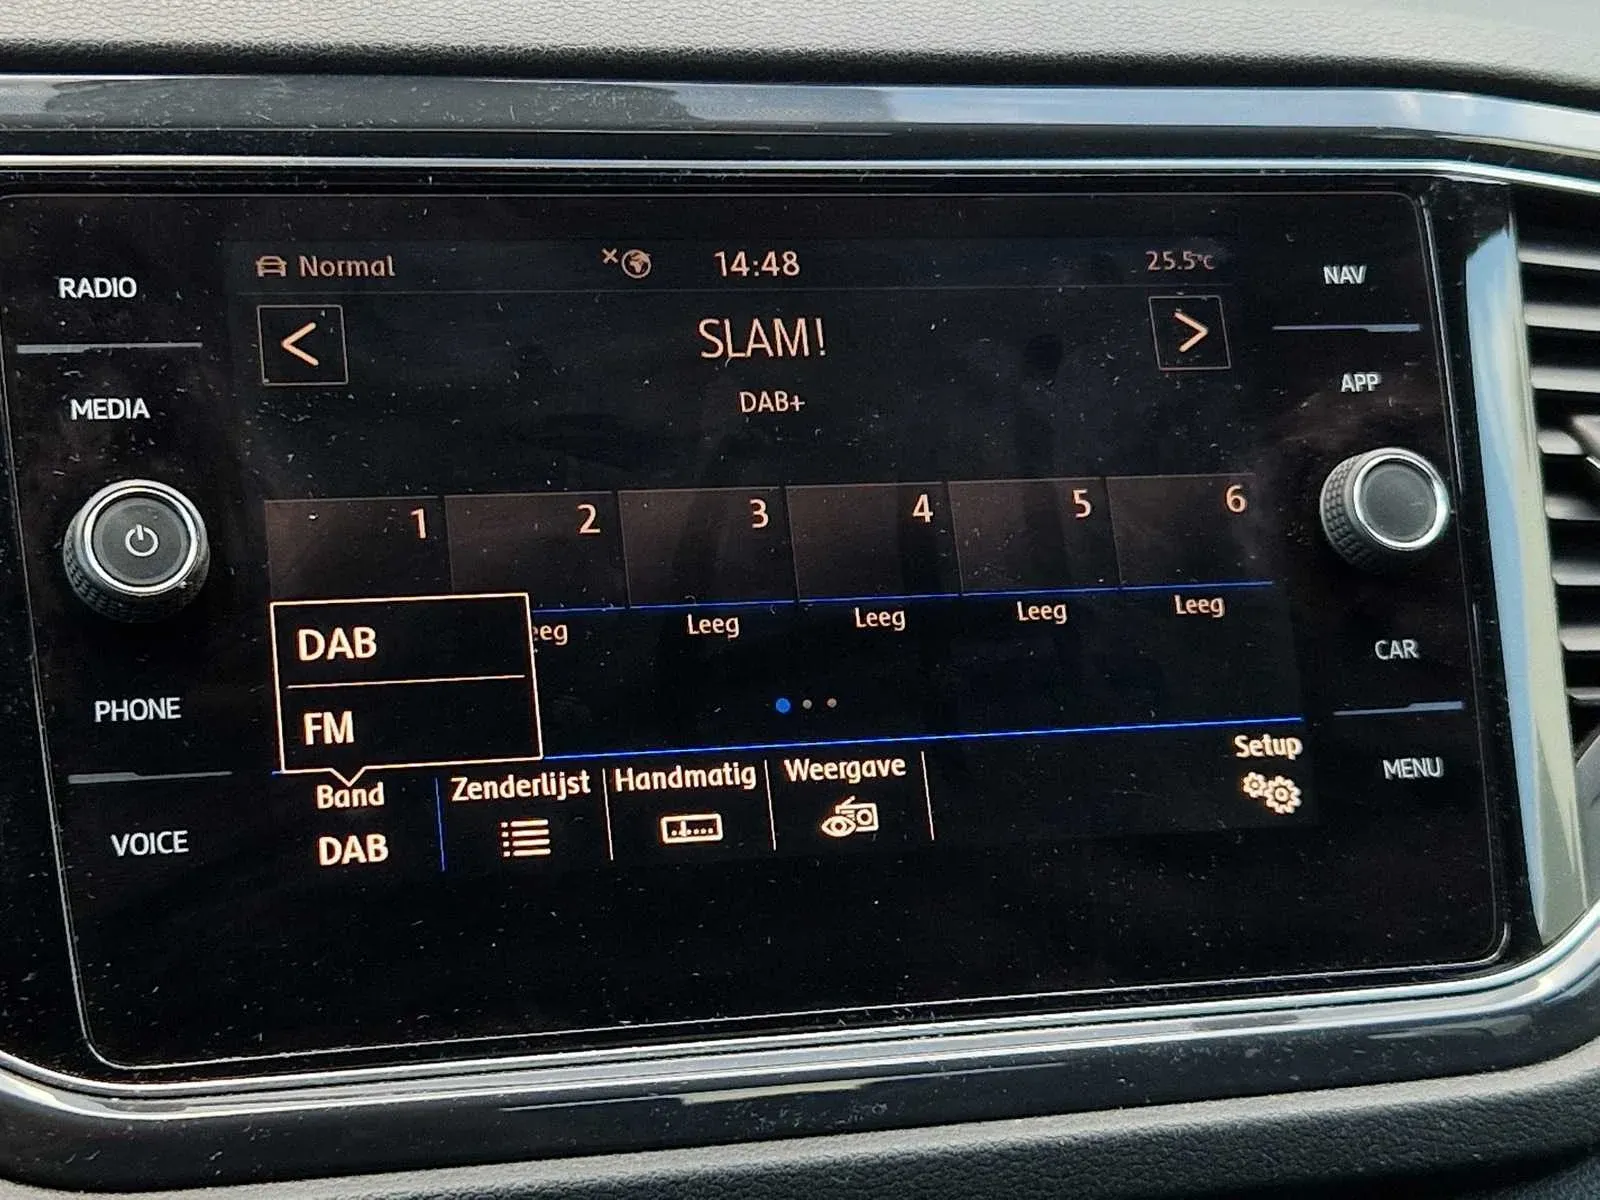 RADIO
MEDIA
PHONE
VOICE
Normal
14:48
25.5°C
<
SLAM!
>
DAB+
1 2 3 4 5 6
eeg Leeg Leeg Leeg Leeg
DAB
FM
Band
DAB
Zenderlijst
Handmatig
Weergave
Setup
NAV
APP
CAR
MENU